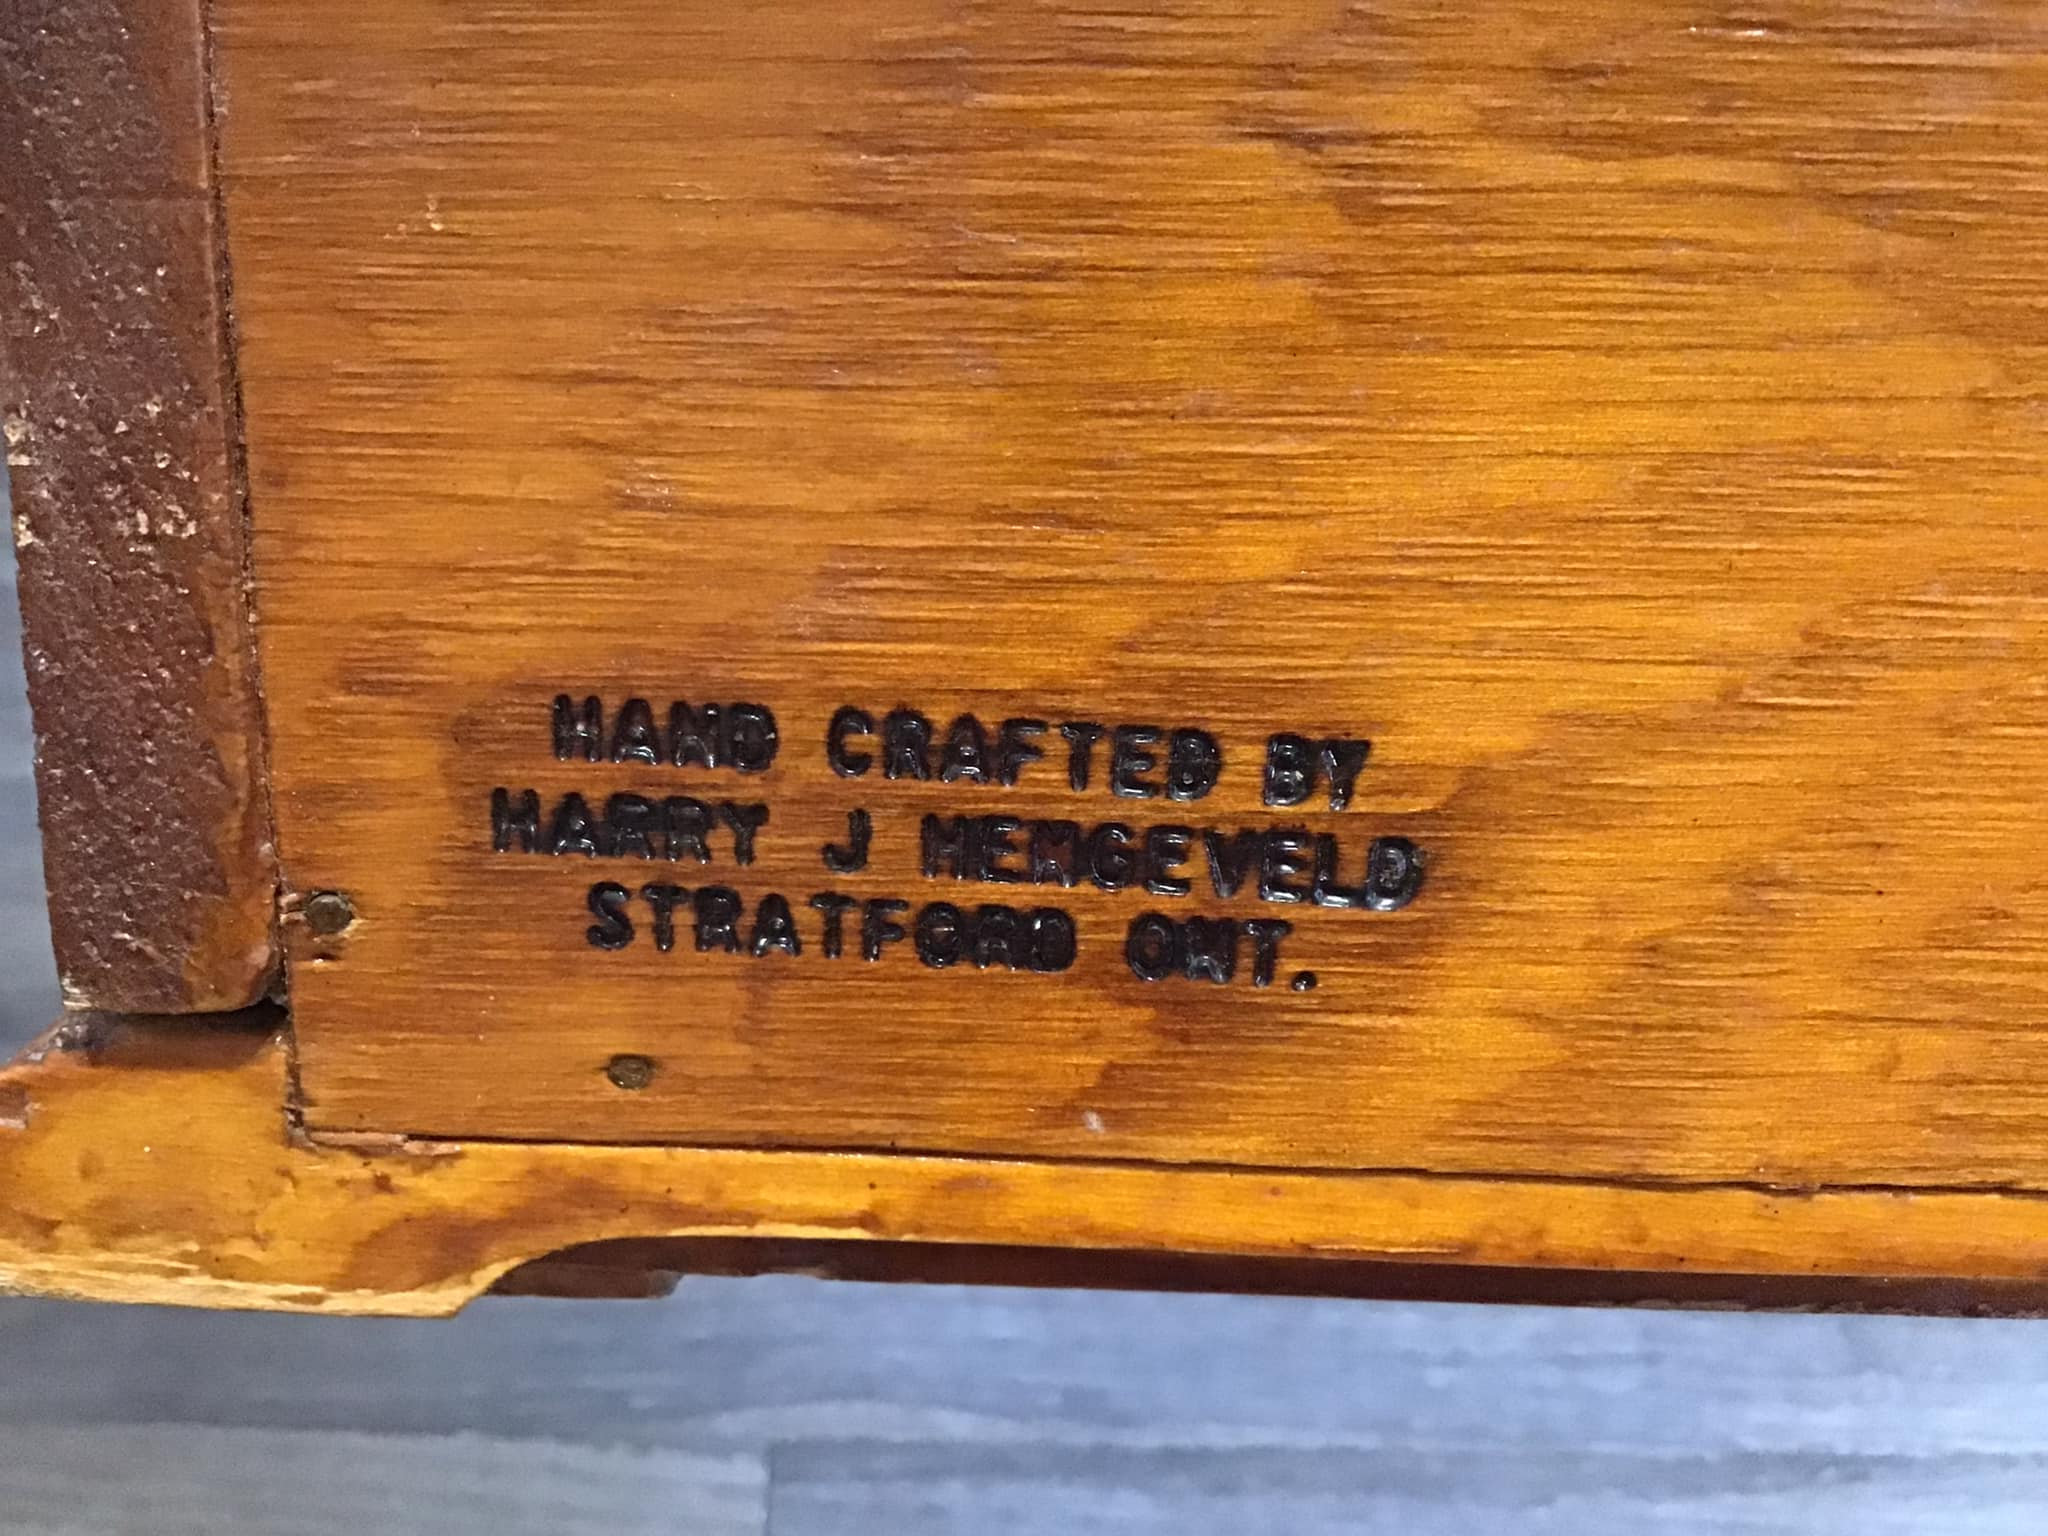 HAND CRAFTED BY
HARRY J HENGEVELD
STRATFORD ONT.